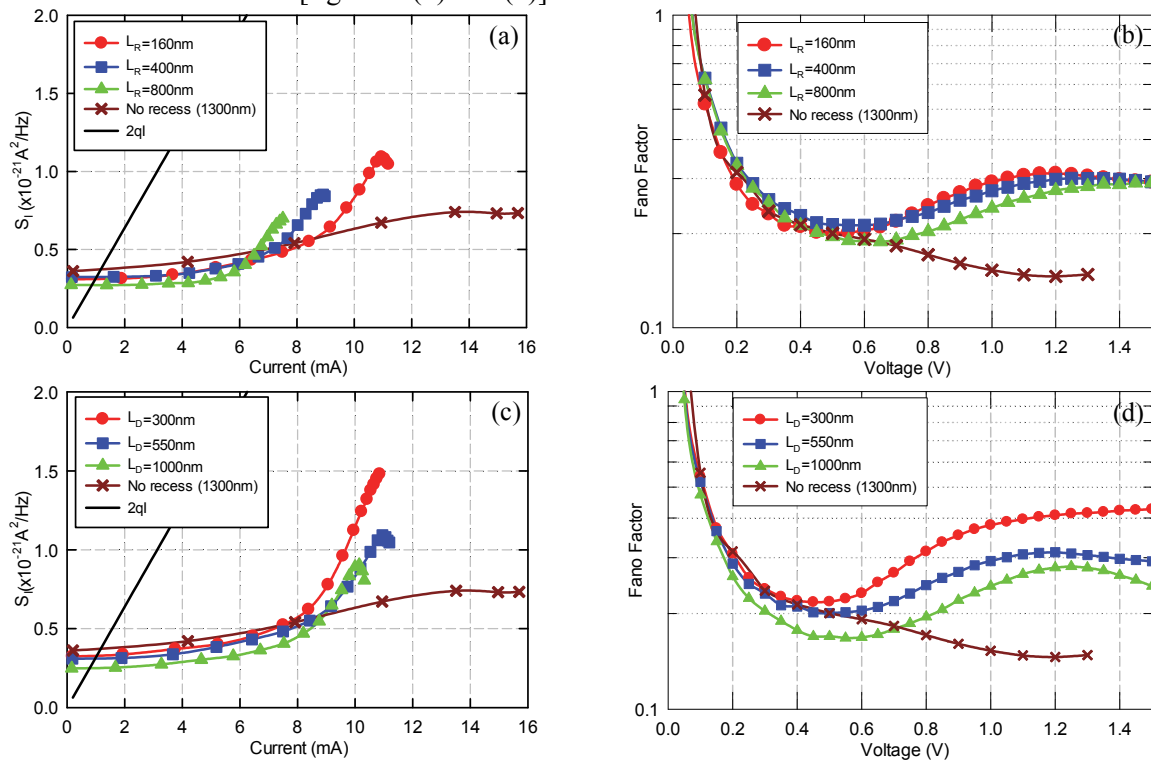 (a)
2.0
1.5
1.0
0.5
0.0
S_I (x10⁻²¹A²/Hz)
L_R=160nm
L_R=400nm
L_R=800nm
No recess (1300nm)
2qI
0 2 4 6 8 10 12 14 16
Current (mA)
(b)
1
0.1
Fano Factor
L_R=160nm
L_R=400nm
L_R=800nm
No recess (1300nm)
0.0 0.2 0.4 0.6 0.8 1.0 1.2 1.4
Voltage (V)
(c)
2.0
1.5
1.0
0.5
0.0
S_I(x10⁻²¹A²/Hz)
L_D=300nm
L_D=550nm
L_D=1000nm
No recess (1300nm)
2qI
0 2 4 6 8 10 12 14 16
Current (mA)
(d)
1
0.1
Fano Factor
L_D=300nm
L_D=550nm
L_D=1000nm
No recess (1300nm)
0.0 0.2 0.4 0.6 0.8 1.0 1.2 1.4
Voltage (V)